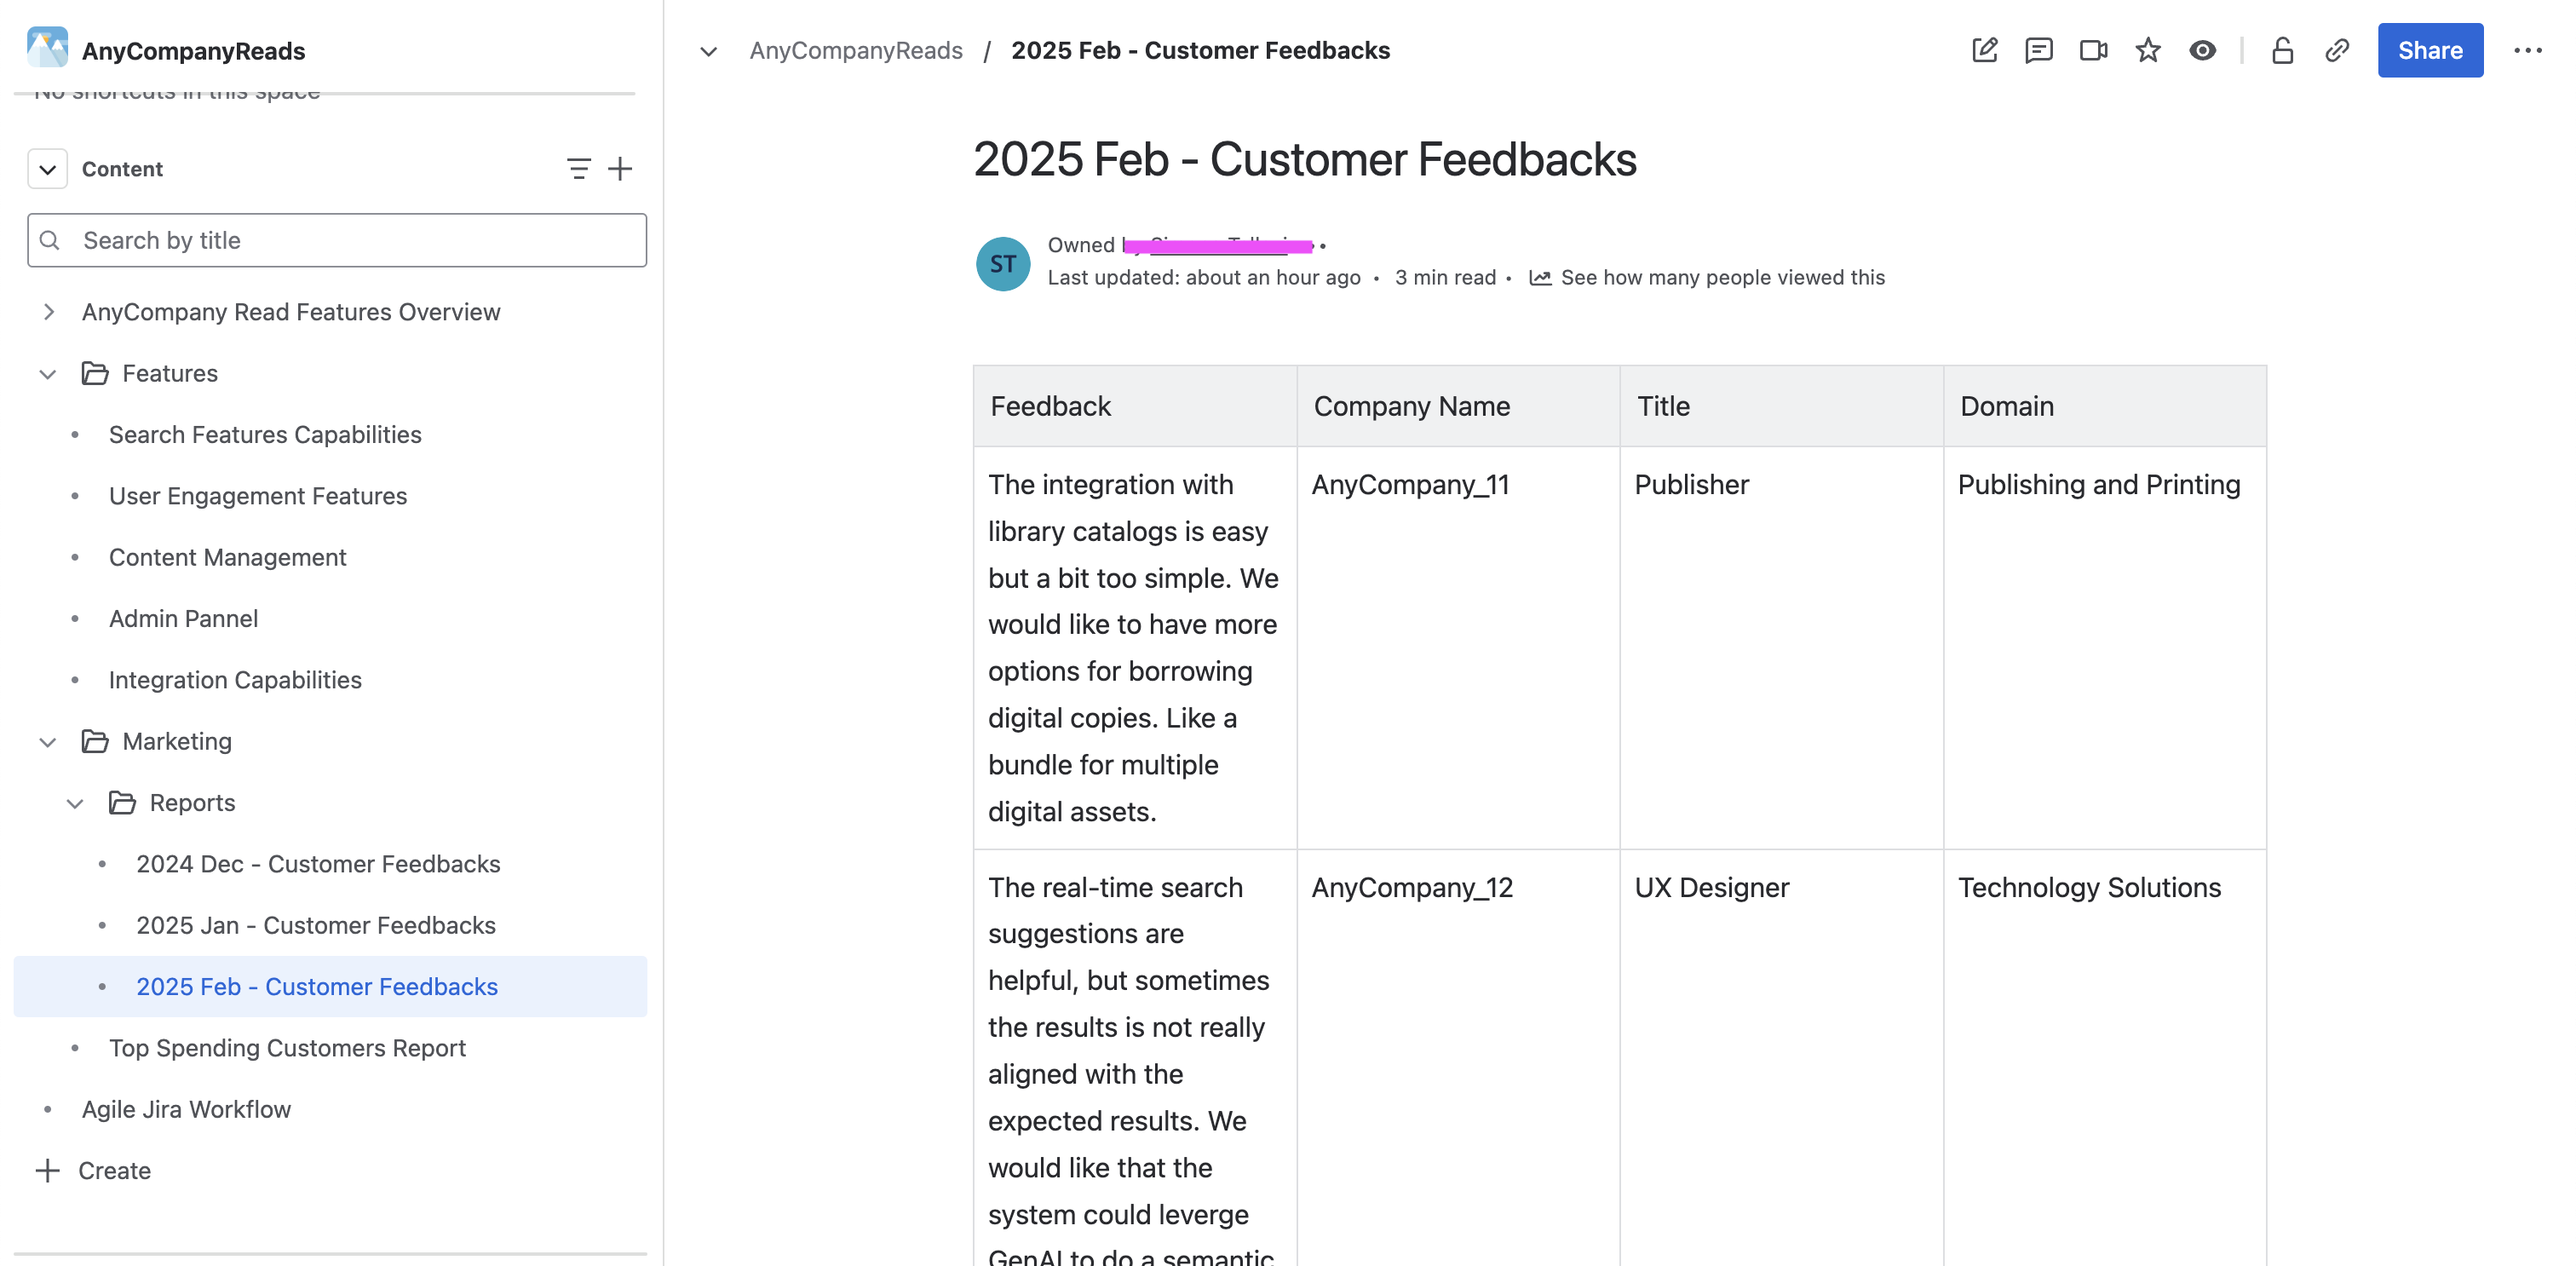 AnyCompanyReads
No shortcuts in this space
Content
Search by title
AnyCompany Read Features Overview
Features
Search Features Capabilities
User Engagement Features
Content Management
Admin Pannel
Integration Capabilities
Marketing
Reports
2024 Dec - Customer Feedbacks
2025 Jan - Customer Feedbacks
2025 Feb - Customer Feedbacks
Top Spending Customers Report
Agile Jira Workflow
Create
AnyCompanyReads / 2025 Feb - Customer Feedbacks
Share
2025 Feb - Customer Feedbacks
ST
Owned
Last updated: about an hour ago • 3 min read • See how many people viewed this
Feedback Company Name Title Domain
The integration with
library catalogs is easy
but a bit too simple. We
would like to have more
options for borrowing
digital copies. Like a
bundle for multiple
digital assets.
AnyCompany_11
Publisher
Publishing and Printing
The real-time search
suggestions are
helpful, but sometimes
the results is not really
aligned with the
expected results. We
would like that the
system could leverge
GenAI to do a semantic
AnyCompany_12
UX Designer
Technology Solutions